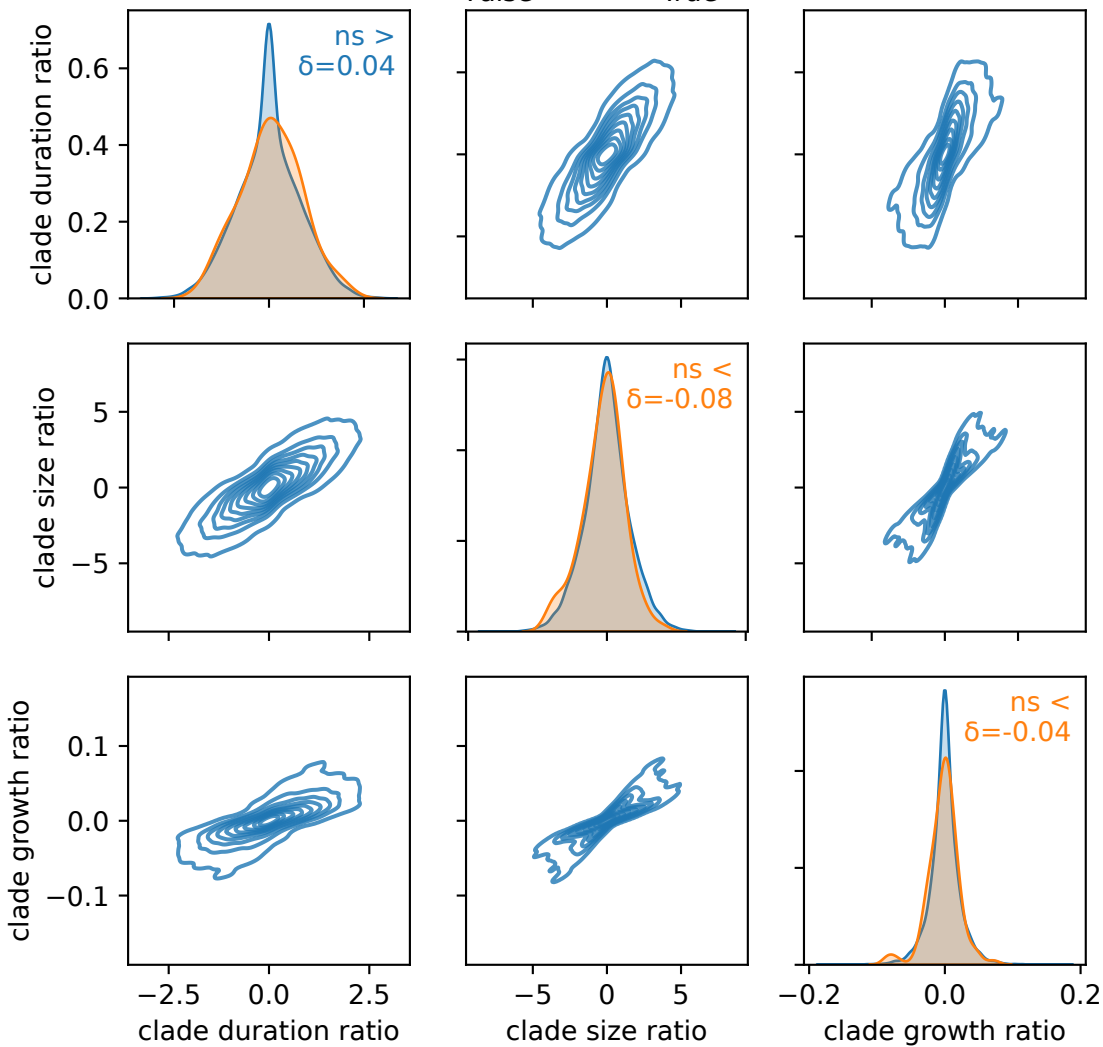 clade duration ratio
0.6
0.4
0.2
0.0
ns >
δ=0.04
clade size ratio
5
0
−5
ns <
δ=-0.08
clade growth ratio
0.1
0.0
−0.1
ns <
δ=-0.04
−2.5
0.0
2.5
−5
0
5
−0.2
0.0
0.2
clade duration ratio
clade size ratio
clade growth ratio